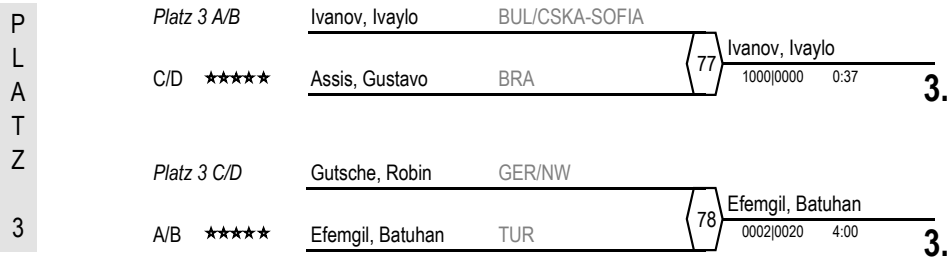 PLATZ 3
Platz 3 A/B Ivanov, Ivaylo BUL/CSKA-SOFIA
77 Ivanov, Ivaylo
C/D ★★★★★ Assis, Gustavo BRA
1000|0000 0:37 3.
Platz 3 C/D Gutsche, Robin GER/NW
78 Efemgil, Batuhan
A/B ★★★★★ Efemgil, Batuhan TUR
0002|0020 4:00 3.